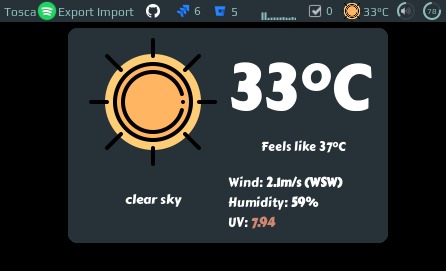 Tosca Export Import 6 5 0 33°C 78
33°C
Feels like 37°C
clear sky
Wind: 2.1m/s (WSW)
Humidity: 59%
UV: 7.94